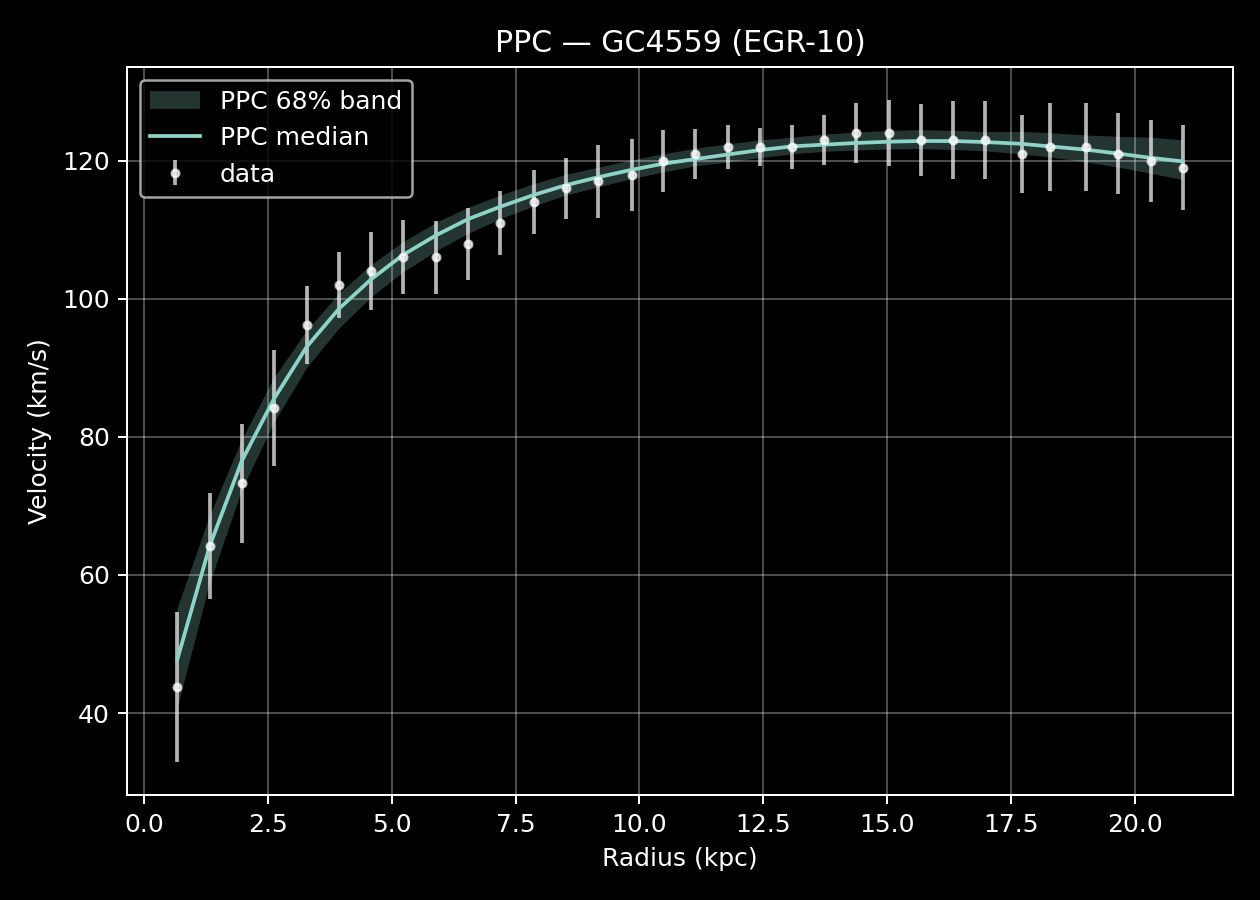 PPC — GC4559 (EGR-10)
PPC 68% band
PPC median
data
120
100
80
60
40
Velocity (km/s)
0.0 2.5 5.0 7.5 10.0 12.5 15.0 17.5 20.0
Radius (kpc)